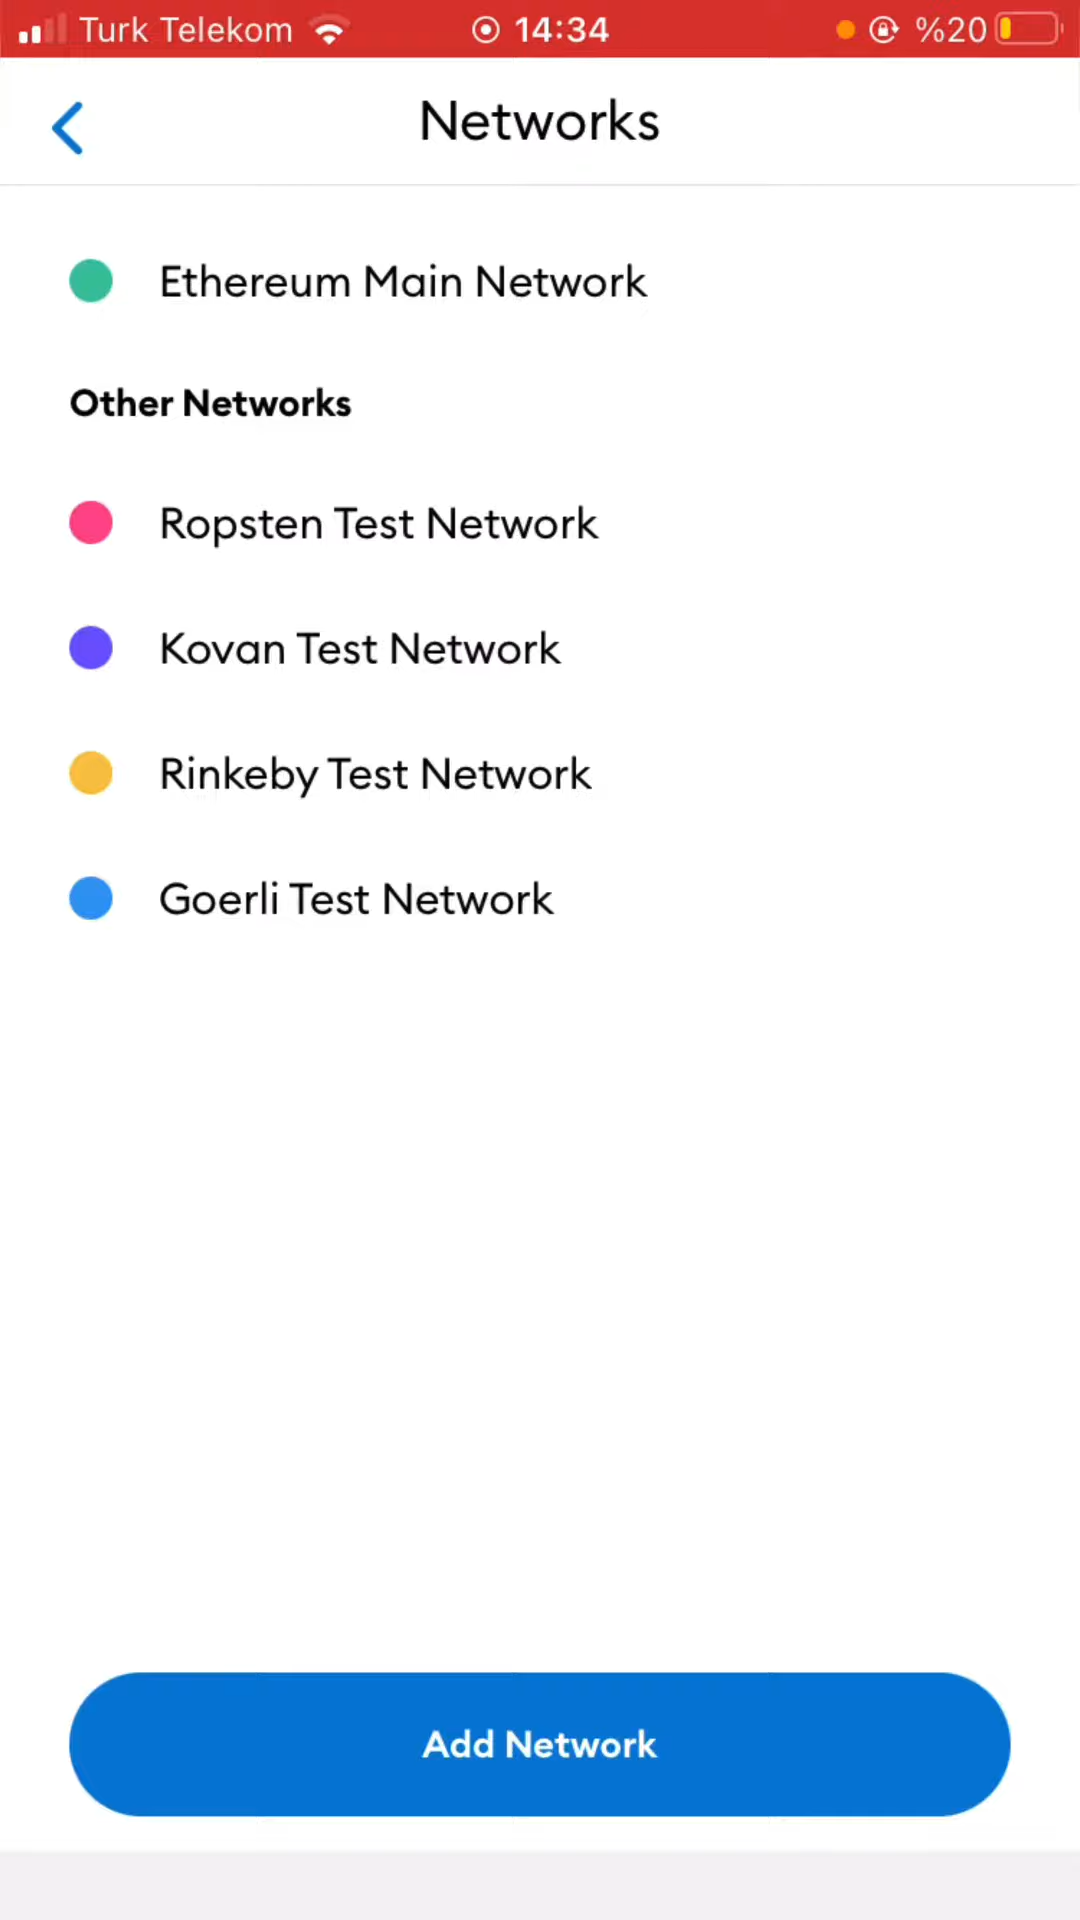 Turk Telekom 14:34 %20
Networks
Ethereum Main Network
Other Networks
Ropsten Test Network
Kovan Test Network
Rinkeby Test Network
Goerli Test Network
Add Network